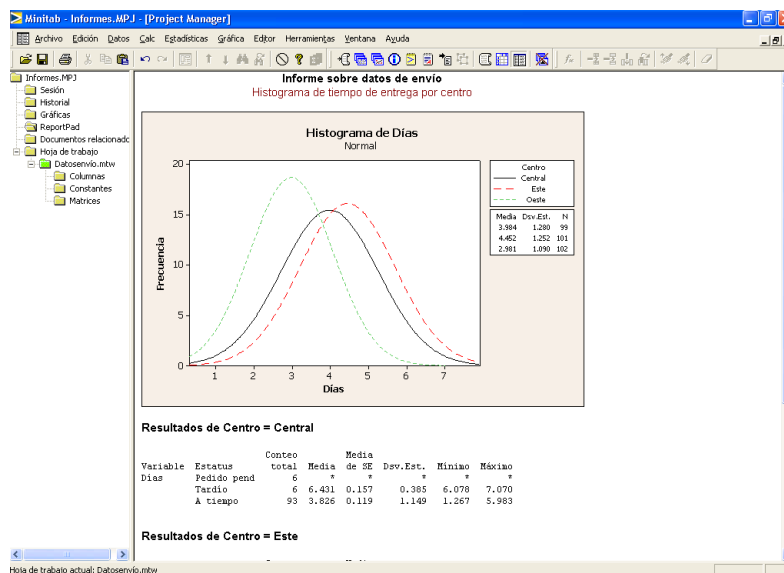 Minitab - Informes.MPJ - [Project Manager]
Archivo Edición Datos Calc Estadísticas Gráfica Editor Herramientas Ventana Ayuda
Informes.MPJ
Sesión
Historial
Gráficas
ReportPad
Documentos relacionadc
Hoja de trabajo
Datosenvío.mtw
Columnas
Constantes
Matrices
Informe sobre datos de envío
Histograma de tiempo de entrega por centro
Histograma de Días
Normal
Frecuencia
20
15
10
5
0
1 2 3 4 5 6 7
Días
Centro
Central
Este
Oeste
Media Dsv.Est. N
3.984 1.280 99
4.452 1.252 101
2.981 1.090 102
Resultados de Centro = Central
Conteo Media
Variable Estatus total Media de SE Dsv.Est. Mínimo Máximo
Días Pedido pend 6 * * * * *
Tardío 6 6.431 0.157 0.385 6.078 7.070
A tiempo 93 3.826 0.119 1.149 1.267 5.983
Resultados de Centro = Este
Hoja de trabajo actual: Datosenvío.mtw